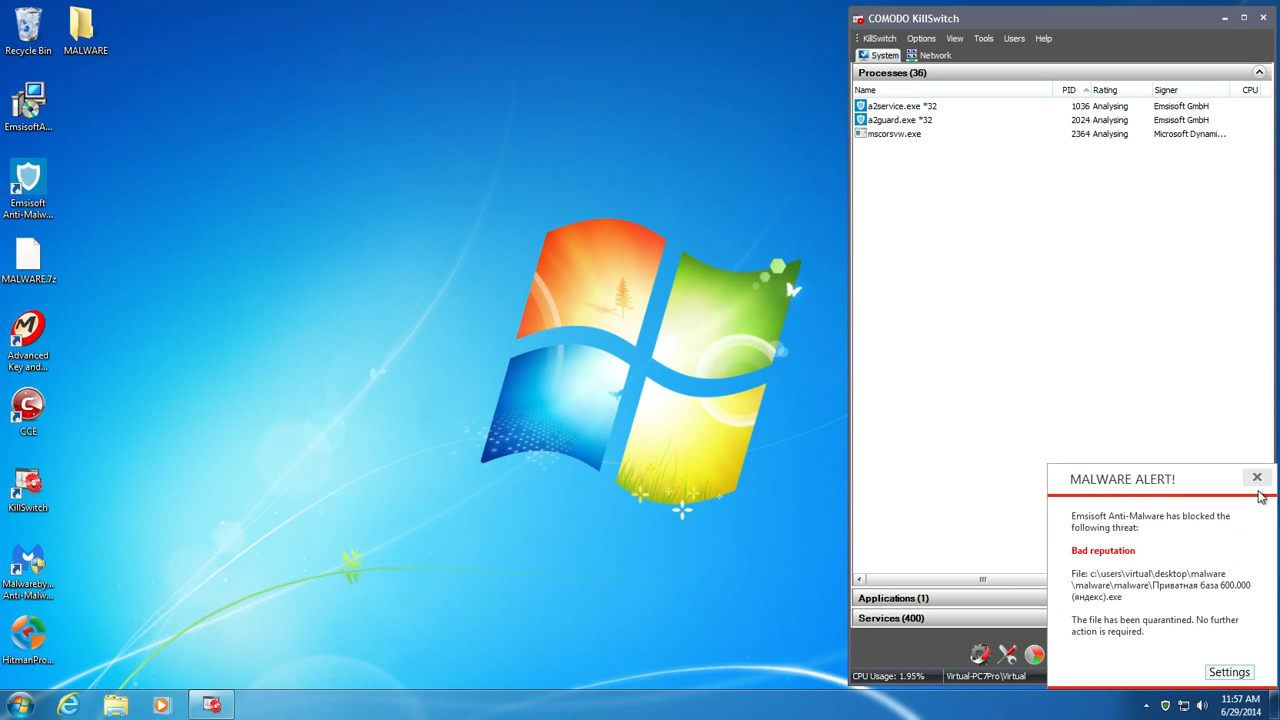 Recycle Bin
MALWARE
EmsisoftA...
Emsisoft
Anti-Malw...
MALWARE.7z
Advanced
Key and...
CCE
KillSwitch
Malwareby...
Anti-Malw...
HitmanPro...
COMODO KillSwitch
KillSwitch Options View Tools Users Help
System Network
Processes (36)
Name PID Rating Signer CPU
a2service.exe *32 1036 Analysing Emsisoft GmbH
a2guard.exe *32 2024 Analysing Emsisoft GmbH
mscorsvw.exe 2364 Analysing Microsoft Dynami...
Applications (1)
Services (400)
CPU Usage: 1.95% Virtual-PC7Pro\Virtual
MALWARE ALERT!
Emsisoft Anti-Malware has blocked the
following threat:
Bad reputation
File: c:\users\virtual\desktop\malware
\malware\malware\Приватная база 600.000
(яндекс).exe
The file has been quarantined. No further
action is required.
Settings
11:57 AM
6/29/2014